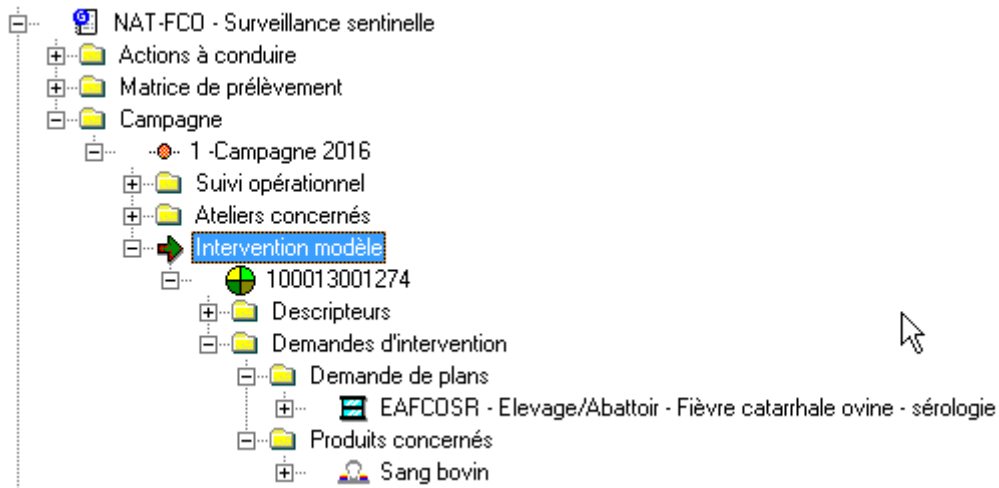 NAT-FCO - Surveillance sentinelle
Actions à conduire
Matrice de prélèvement
Campagne
1 -Campagne 2016
Suivi opérationnel
Ateliers concernés
Intervention modèle
100013001274
Descripteurs
Demandes d'intervention
Demande de plans
EAFCOSR - Elevage/Abattoir - Fièvre catarrhale ovine - sérologie
Produits concernés
Sang bovin